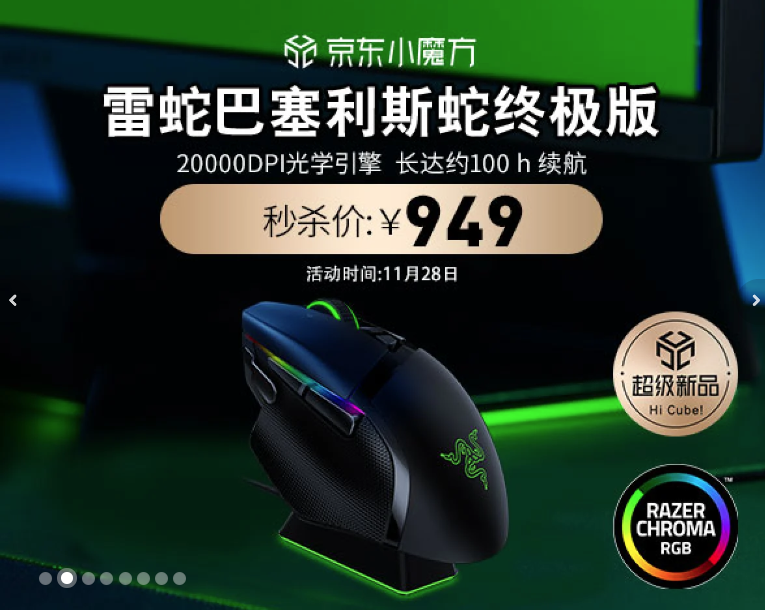 京东小魔方
雷蛇巴塞利斯蛇终极版
20000DPI光学引擎 长达约100 h 续航
秒杀价:¥949
活动时间:11月28日
超级新品
Hi Cube!
RAZER
CHROMA
RGB
TM